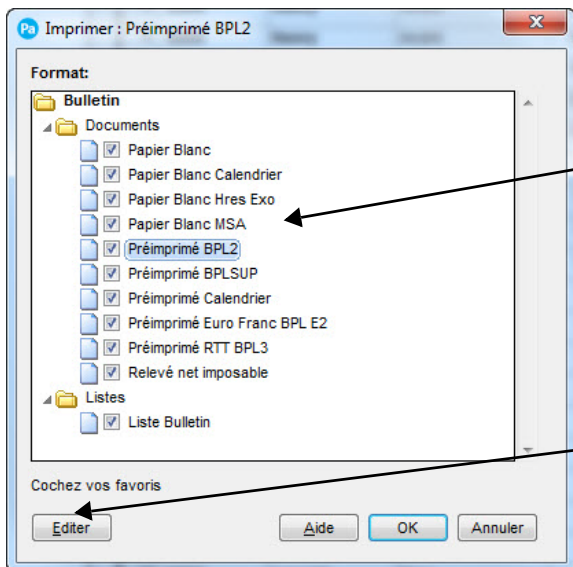 Pa Imprimer : Préimprimé BPL2
Format:
Bulletin
Documents
Papier Blanc
Papier Blanc Calendrier
Papier Blanc Hres Exo
Papier Blanc MSA
Préimprimé BPL2
Préimprimé BPLSUP
Préimprimé Calendrier
Préimprimé Euro Franc BPL E2
Préimprimé RTT BPL3
Relevé net imposable
Listes
Liste Bulletin
Cochez vos favoris
Editer Aide OK Annuler